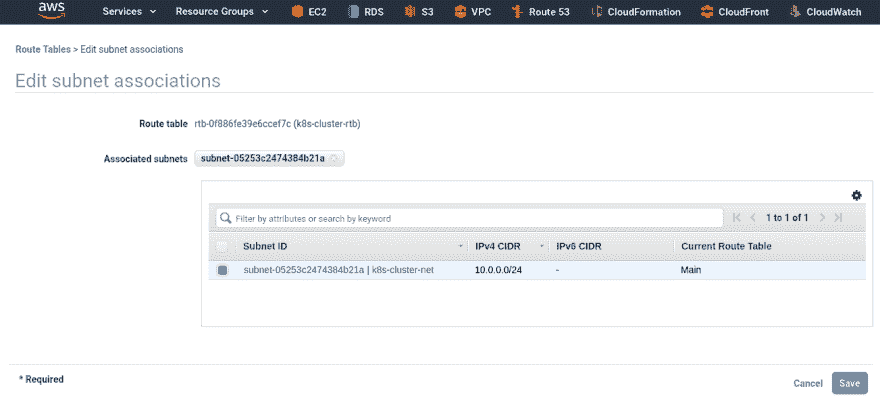 aws Services Resource Groups EC2 RDS S3 VPC Route 53 CloudFormation CloudFront CloudWatch
Route Tables > Edit subnet associations
Edit subnet associations
Route table rtb-0f886fe39e6ccef7c (k8s-cluster-rtb)
Associated subnets subnet-05253c2474384b21a
Filter by attributes or search by keyword 1 to 1 of 1
Subnet ID IPv4 CIDR IPv6 CIDR Current Route Table
subnet-05253c2474384b21a | k8s-cluster-net 10.0.0.0/24 - Main
* Required Cancel Save